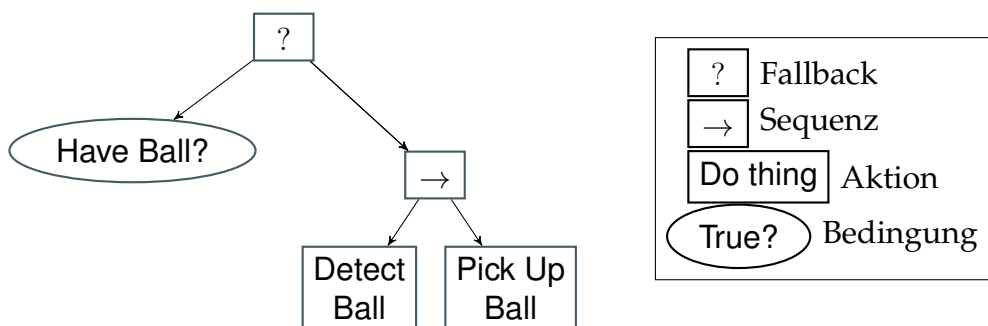 ?
Have Ball?
→
Detect
Ball
Pick Up
Ball
? Fallback
→ Sequenz
Do thing Aktion
True? Bedingung